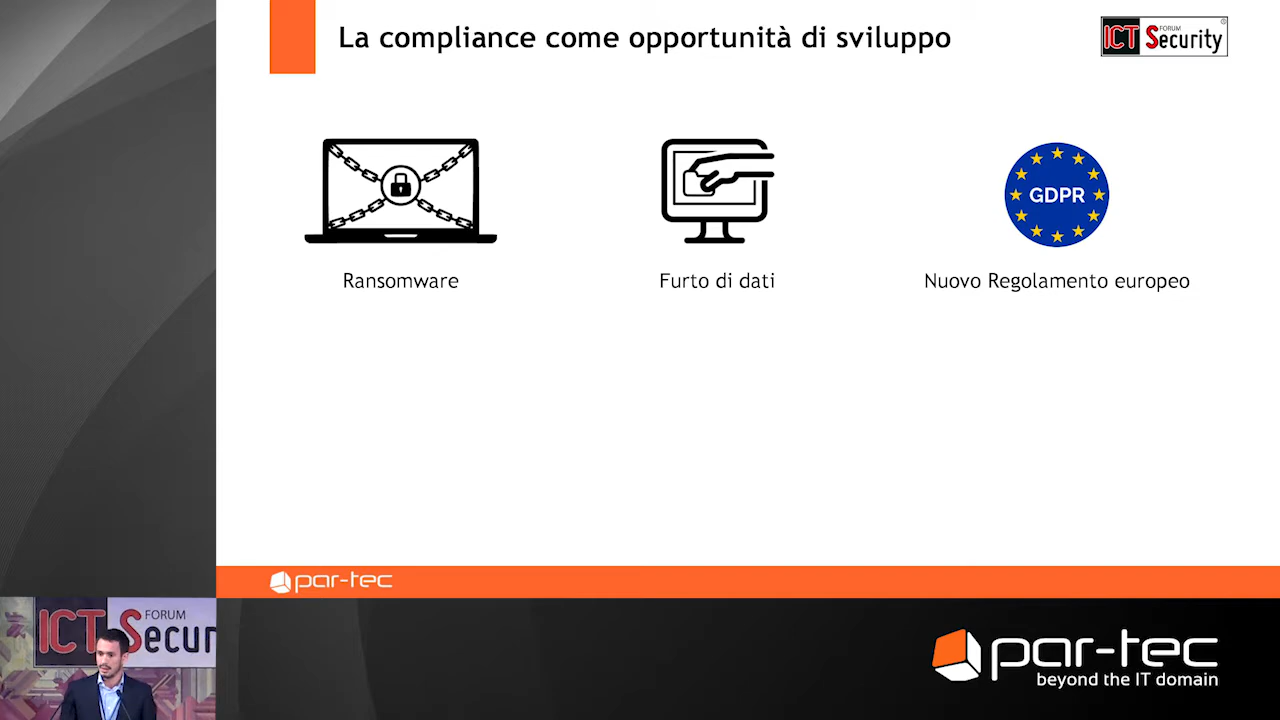 La compliance come opportunità di sviluppo
ICT Security
FORUM
®
GDPR
Ransomware
Furto di dati
Nuovo Regolamento europeo
par-tec
ICT Secur
FORUM
par-tec
beyond the IT domain